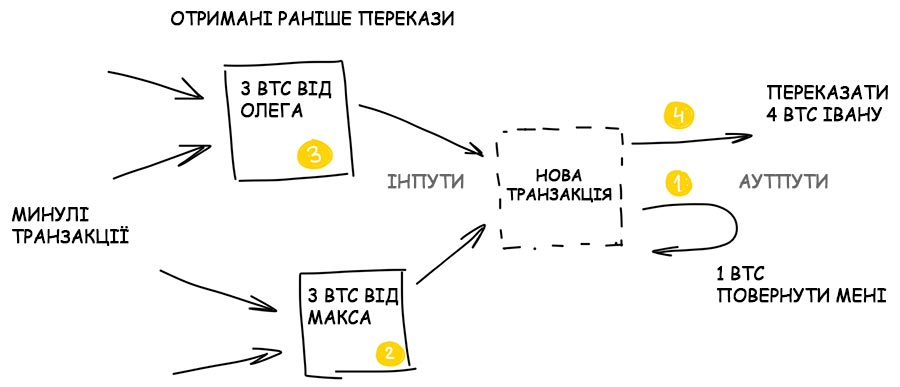 ОТРИМАНІ РАНІШЕ ПЕРЕКАЗИ
3 BTC ВІД
ОЛЕГА
3
ІНПУТИ
МИНУЛІ
ТРАНЗАКЦІЇ
3 BTC ВІД
МАКСА
2
НОВА
ТРАНЗАКЦІЯ
4
ПЕРЕКАЗАТИ
4 BTC ІВАНУ
1
АУТПУТИ
1 BTC
ПОВЕРНУТИ МЕНІ